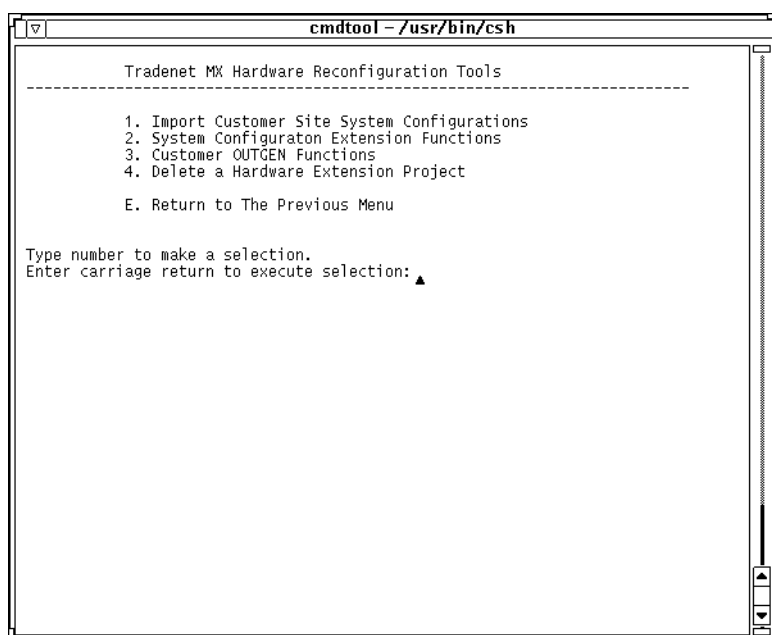 cmdtool – /usr/bin/csh
Tradenet MX Hardware Reconfiguration Tools
--------------------------------------------------------------------------
1. Import Customer Site System Configurations
2. System Configuraton Extension Functions
3. Customer OUTGEN Functions
4. Delete a Hardware Extension Project
E. Return to The Previous Menu
Type number to make a selection.
Enter carriage return to execute selection: